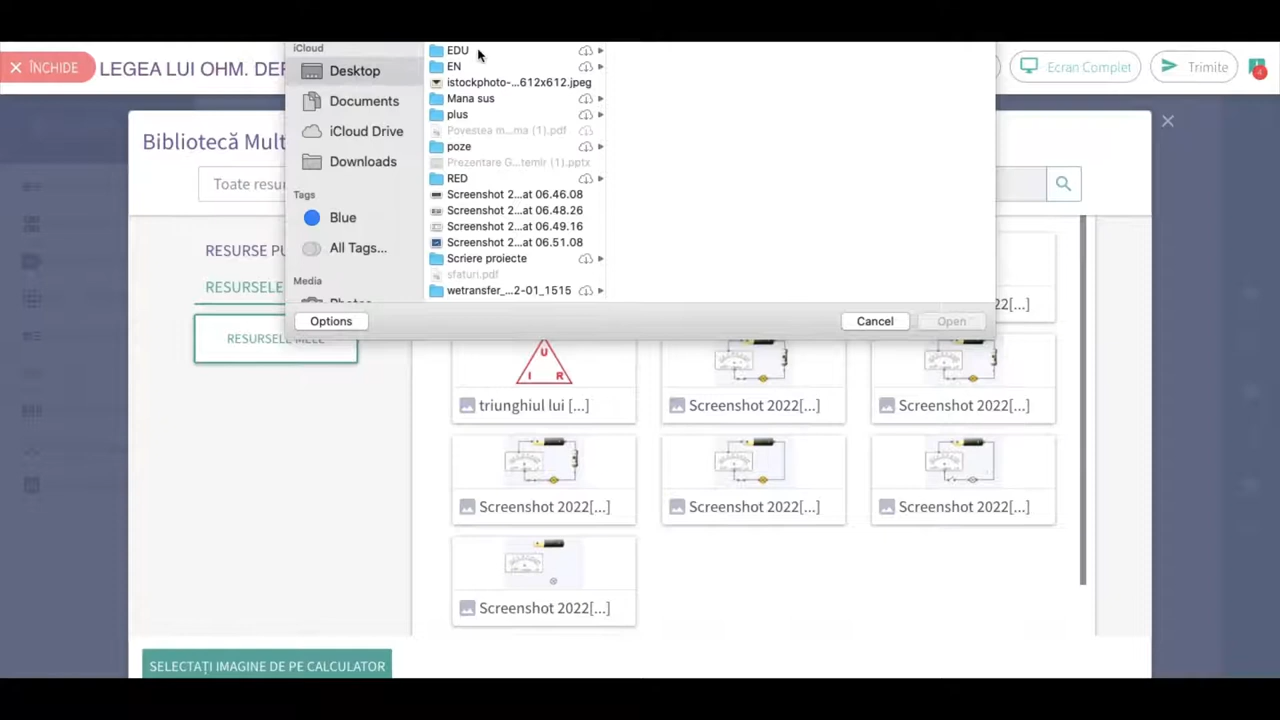 iCloud
Desktop
Documents
iCloud Drive
Downloads
Tags
Blue
All Tags...
Media
EDU
EN
istockphoto-...612x612.jpeg
Mana sus
plus
Povestea m...ma (1).pdf
poze
Prezentare G...temir (1).pptx
RED
Screenshot 2...at 06.46.08
Screenshot 2...at 06.48.26
Screenshot 2...at 06.49.16
Screenshot 2...at 06.51.08
Scriere proiecte
sfaturi.pdf
wetransfer_...2-01_1515
Options
Cancel
Open
ÎNCHIDE
LEGEA LUI OHM.
Ecran Complet
Trimite
4
Bibliotecă
Toate
RESURSE
RESURSELE
RESURSELE MELE
U
I R
triunghiul lui [...]
Screenshot 2022[...]
Screenshot 2022[...]
Screenshot 2022[...]
Screenshot 2022[...]
Screenshot 2022[...]
Screenshot 2022[...]
SELECTAȚI IMAGINE DE PE CALCULATOR